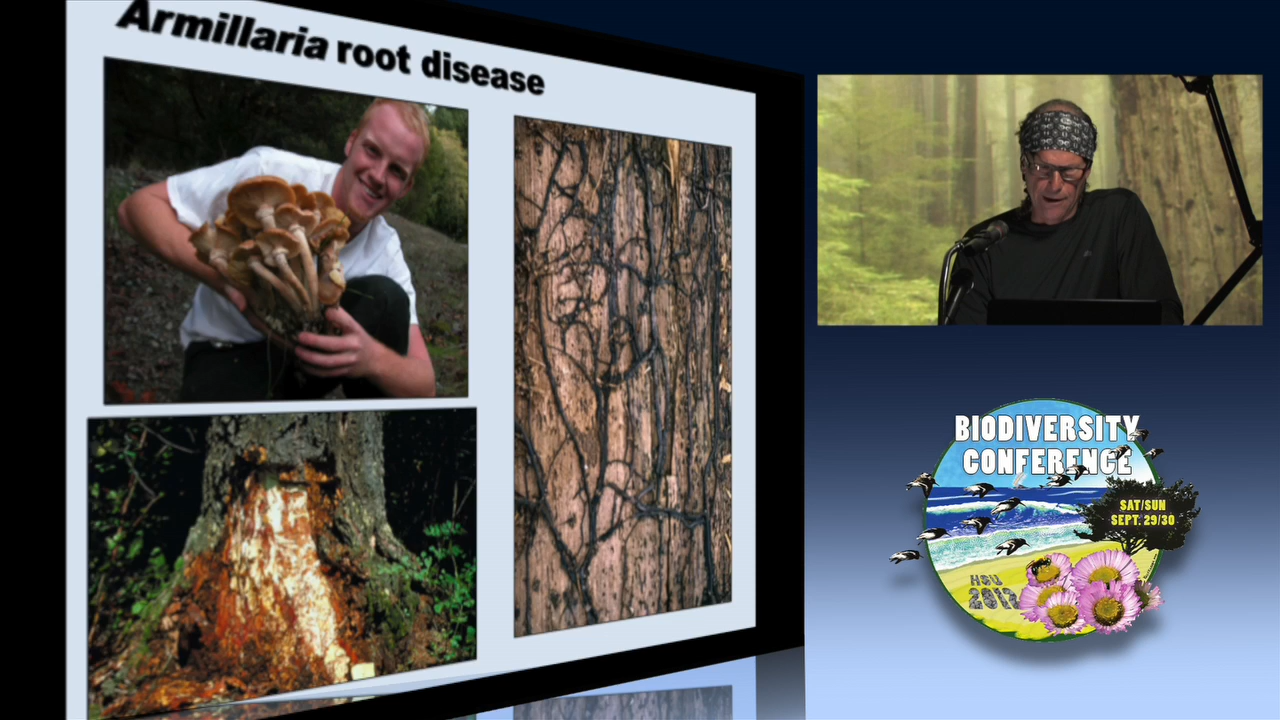 Armillaria root disease
BIODIVERSITY
CONFERENCE
SAT/SUN
SEPT. 29/30
HSU
2012